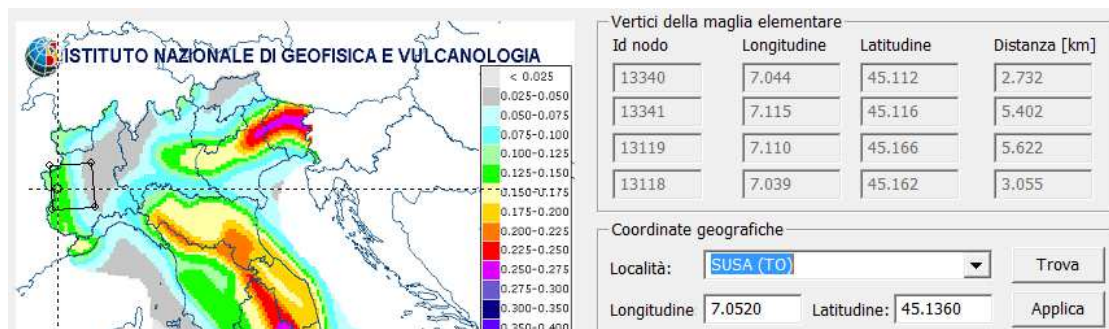 ISTITUTO NAZIONALE DI GEOFISICA E VULCANOLOGIA
< 0.025
0.025-0.050
0.050-0.075
0.075-0.100
0.100-0.125
0.125-0.150
0.150-0.175
0.175-0.200
0.200-0.225
0.225-0.250
0.250-0.275
0.275-0.300
0.300-0.350
0.350-0.400
Vertici della maglia elementare
Id nodo Longitudine Latitudine Distanza [km]
13340 7.044 45.112 2.732
13341 7.115 45.116 5.402
13119 7.110 45.166 5.622
13118 7.039 45.162 3.055
Coordinate geografiche
Località: SUSA (TO) Trova
Longitudine 7.0520 Latitudine: 45.1360 Applica